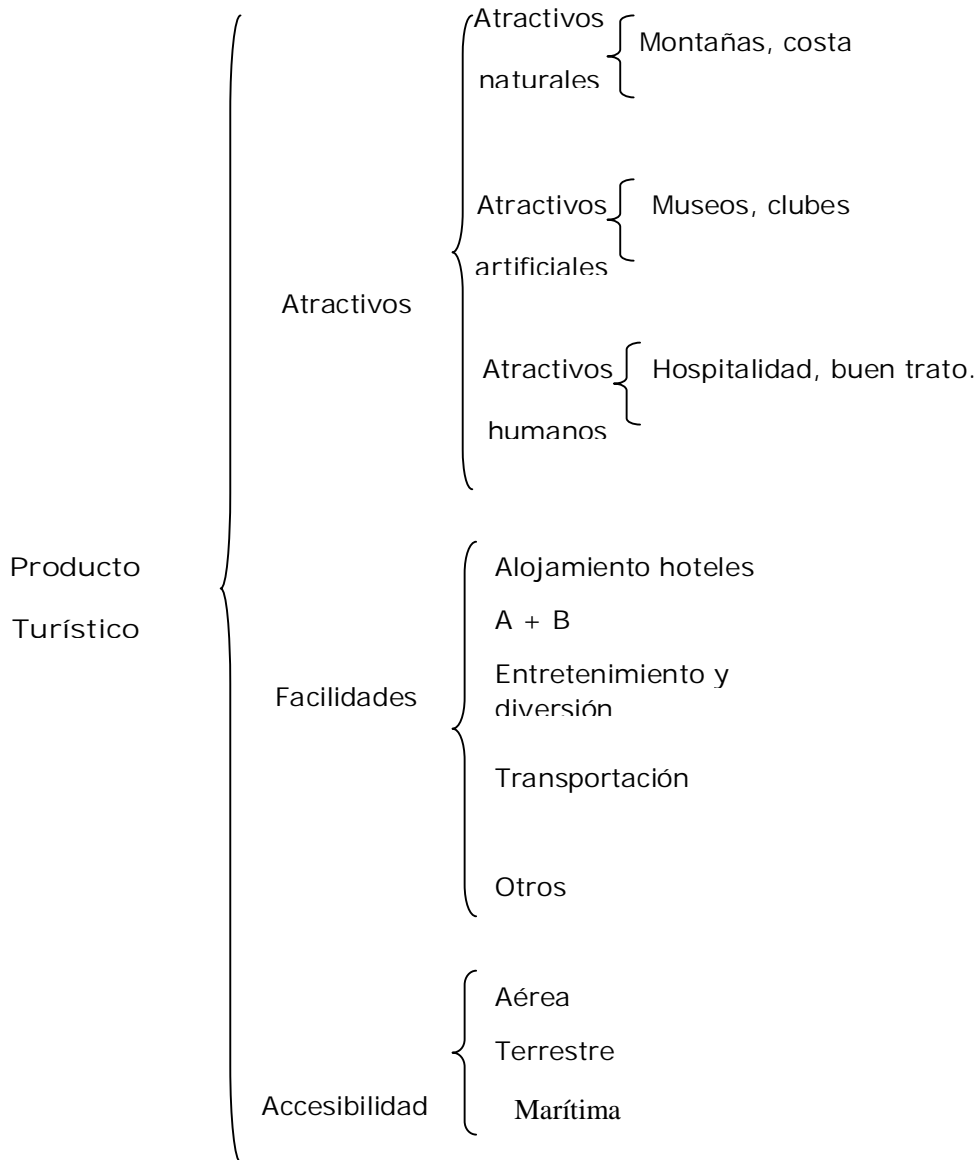 Producto
Turístico
Atractivos
Atractivos
naturales
Montañas, costa
Atractivos
artificiales
Museos, clubes
Atractivos
humanos
Hospitalidad, buen trato.
Facilidades
Alojamiento hoteles
A + B
Entretenimiento y
diversión
Transportación
Otros
Accesibilidad
Aérea
Terrestre
Marítima